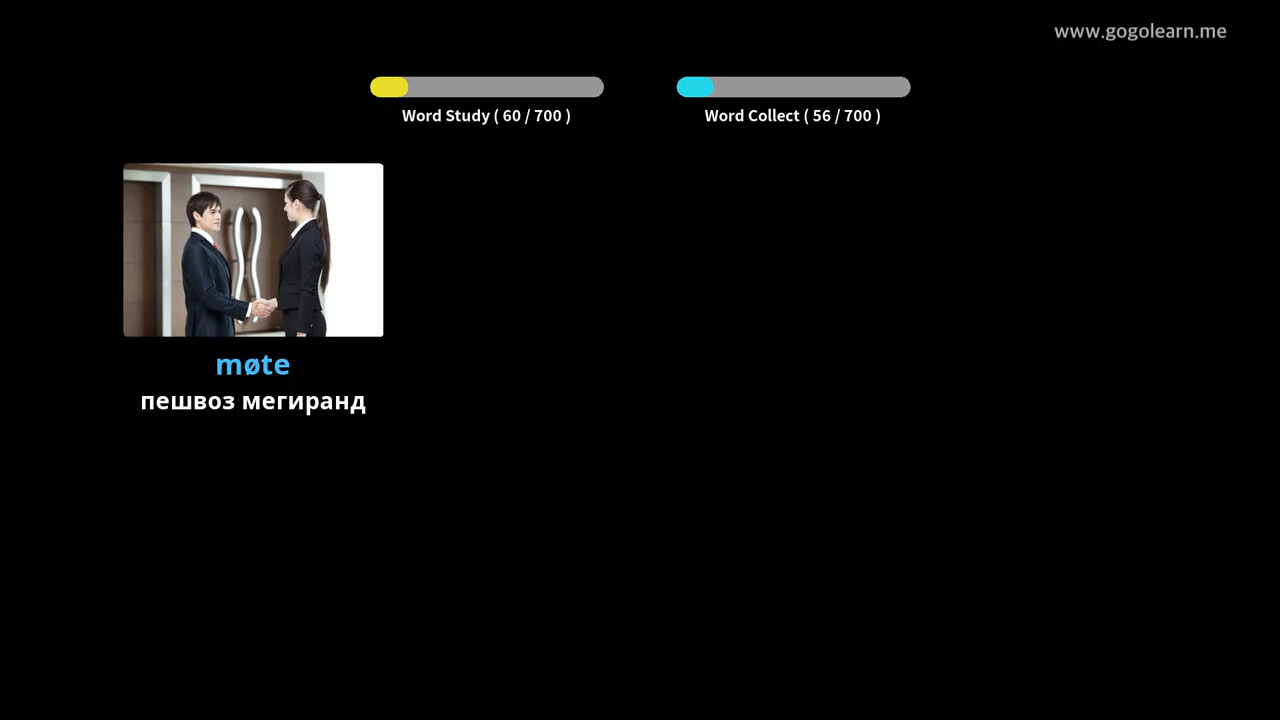 www.gogolearn.me
Word Study ( 60 / 700 )
Word Collect ( 56 / 700 )
møte
пешвоз мегиранд